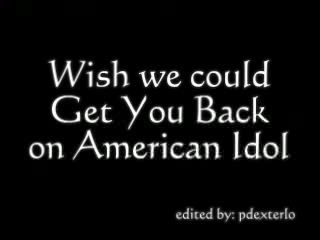 Wish we could
Get You Back
on American Idol
edited by: pdexterlo